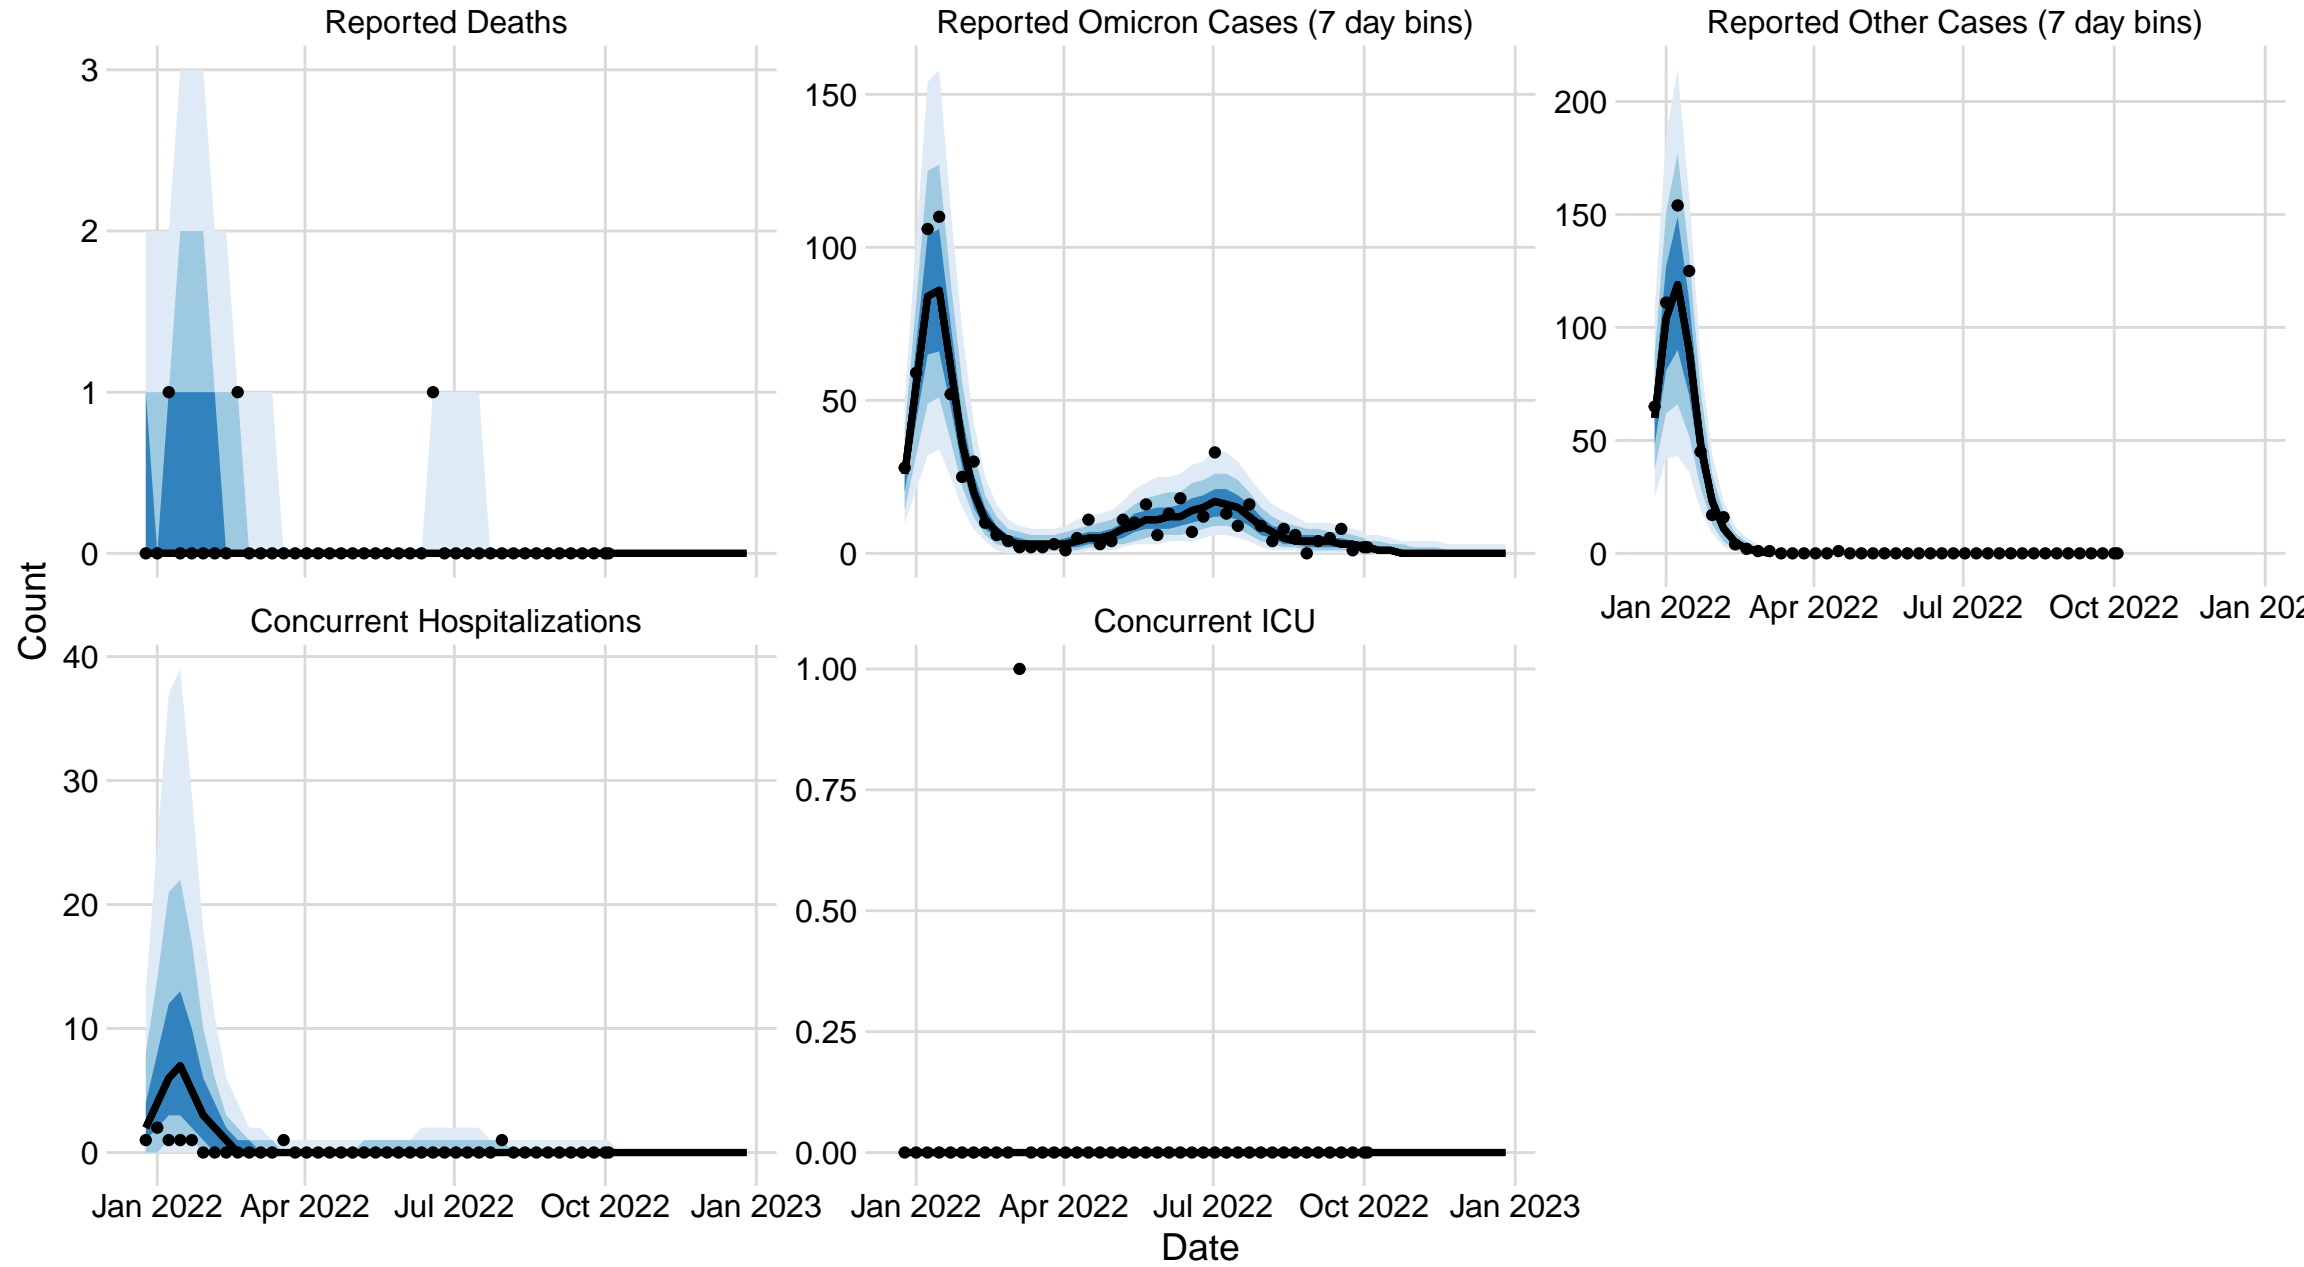 Reported Deaths
Reported Omicron Cases (7 day bins)
Reported Other Cases (7 day bins)
3
2
1
0
150
100
50
0
200
150
100
50
0
Jan 2022 Apr 2022 Jul 2022 Oct 2022 Jan 202
Count
Concurrent Hospitalizations
Concurrent ICU
40
30
20
10
0
1.00
0.75
0.50
0.25
0.00
Jan 2022 Apr 2022 Jul 2022 Oct 2022 Jan 2023
Jan 2022 Apr 2022 Jul 2022 Oct 2022 Jan 2023
Date